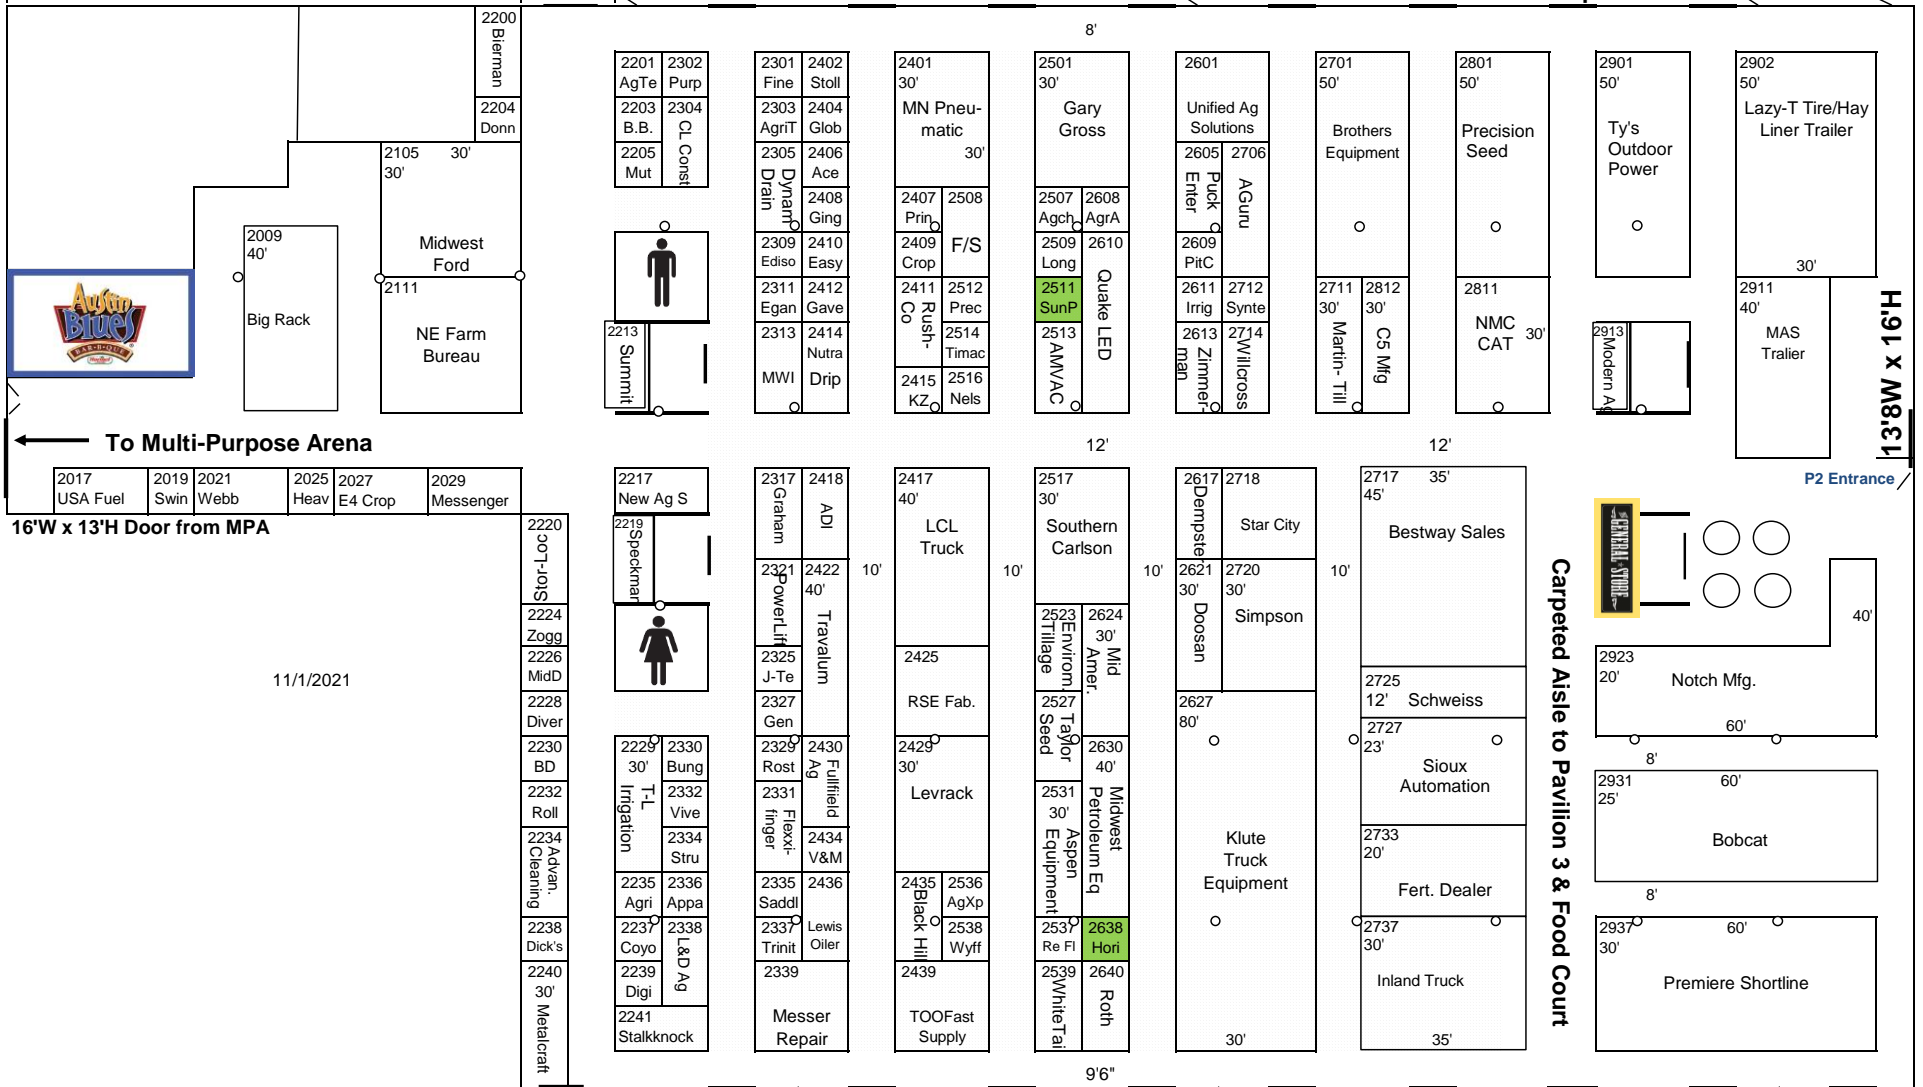 2200
Bierman
2204
Donn
8'
2201
AgTe
2302
Purp
2203
B.B.
2304
CL Const
2205
Mut
2301
Fine
2402
Stoll
2303
AgriT
2404
Glob
2305
Dynam
Drain
2406
Ace
2408
Ging
2309
Ediso
2410
Easy
2311
Egan
2412
Gave
2313
MWI
2414
Nutra
Drip
2401
30'
MN Pneu-
matic
30'
2407
Prin
2508
F/S
2409
Crop
2411
Rush-
Co
2512
Prec
2514
Timac
2415
KZ
2516
Nels
2501
30'
Gary
Gross
2507
Agch
2608
AgrA
2509
Long
2610
Quake LED
2511
SunP
2513
AMVAC
2601
Unified Ag
Solutions
2605
Puck
Enter
2706
AGuru
2609
PitC
2611
Irrig
2712
Synte
2613
Zimmer-
man
2714
Willcross
2701
50'
Brothers
Equipment
2711
30'
Martin- Till
2812
30'
C5 Mfg
2801
50'
Precision
Seed
2811
NMC
CAT
30'
2901
50'
Ty's
Outdoor
Power
2913
Modern Ag
2902
50'
Lazy-T Tire/Hay
Liner Trailer
30'
2911
40'
MAS
Tralier
13'8W x 16'H
P2 Entrance
2105
30'
30'
Midwest
Ford
2111
NE Farm
Bureau
2009
40'
Big Rack
Austin
Blues
BAR-B-QUE
2213
Summit
To Multi-Purpose Arena
12'
12'
2017
USA Fuel
2019
Swin
2021
Webb
2025
Heav
2027
E4 Crop
2029
Messenger
16'W x 13'H Door from MPA
11/1/2021
2220
Stor-Loc
2224
Zogg
2226
MidD
2228
Diver
2230
BD
2232
Roll
2234
Advan.
Cleaning
2238
Dick's
2240
30'
Metalcraft
2217
New Ag S
2219
Speckman
2229
30'
T-L
Irrigation
2330
Bung
2332
Vive
2334
Stru
2235
Agri
2336
Appa
2237
Coyo
2338
L&D Ag
2239
Digi
2241
Stalkknock
2317
Graham
2418
ADI
2321
PowerLift
2422
40'
Travalum
2325
J-Te
2327
Gen
2329
Rost
2430
Fullfiield
Ag
2331
Flexxi-
finger
2434
V&M
2335
Saddl
2436
Lewis
Oiler
2337
Trinit
2339
Messer
Repair
10'
2417
40'
LCL
Truck
2425
RSE Fab.
2429
30'
Levrack
2435
Black Hill
2536
AgXp
2538
Wyff
2439
TOOFast
Supply
10'
2517
30'
Southern
Carlson
2523
Envirom.
Tillage
2624
30'
Mid
Amer.
2527
Taylor
Seed
2630
40'
Midwest
Petroleum Eq
2531
30'
Aspen
Equipment
2537
Re Fl
2638
Hori
2539
WhiteTai
2640
Roth
9'6"
10'
2617
Dempste
2718
Star City
2621
30'
Doosan
2720
30'
Simpson
2627
80'
Klute
Truck
Equipment
30'
10'
2717
35'
45'
Bestway Sales
2725
12'
Schweiss
2727
23'
Sioux
Automation
2733
20'
Fert. Dealer
2737
30'
Inland Truck
35'
Carpeted Aisle to Pavilion 3 & Food Court
GENERAL STORE
40'
2923
20'
Notch Mfg.
60'
8'
2931
25'
60'
Bobcat
8'
2937
30'
60'
Premiere Shortline